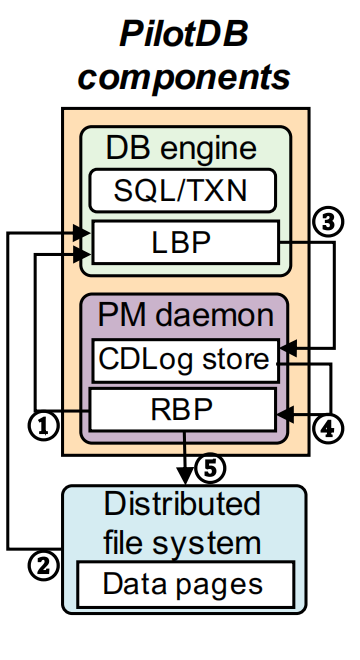 PilotDB
components
DB engine
SQL/TXN
③
LBP
PM daemon
CDLog store
RBP
①
④
⑤
Distributed
file system
②
Data pages